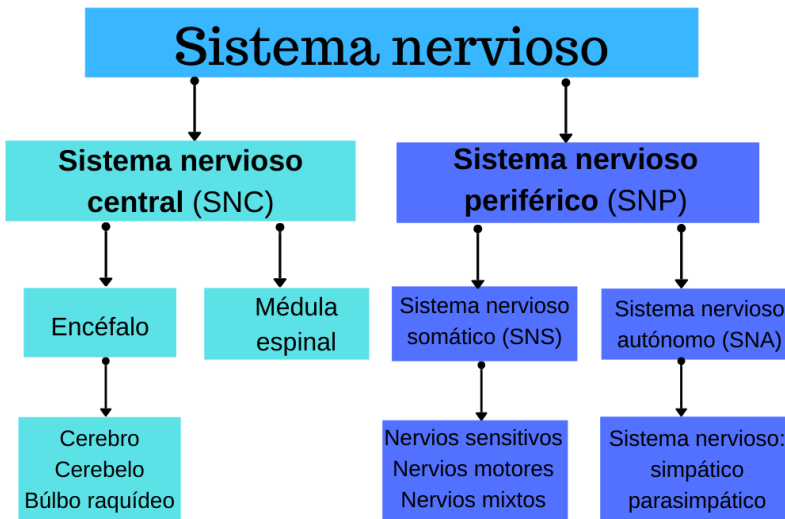 Sistema nervioso
Sistema nervioso
central (SNC)
Sistema nervioso
periférico (SNP)
Encéfalo
Médula
espinal
Sistema nervioso
somático (SNS)
Sistema nervioso
autónomo (SNA)
Cerebro
Cerebelo
Búlbo raquídeo
Nervios sensitivos
Nervios motores
Nervios mixtos
Sistema nervioso:
simpático
parasimpático